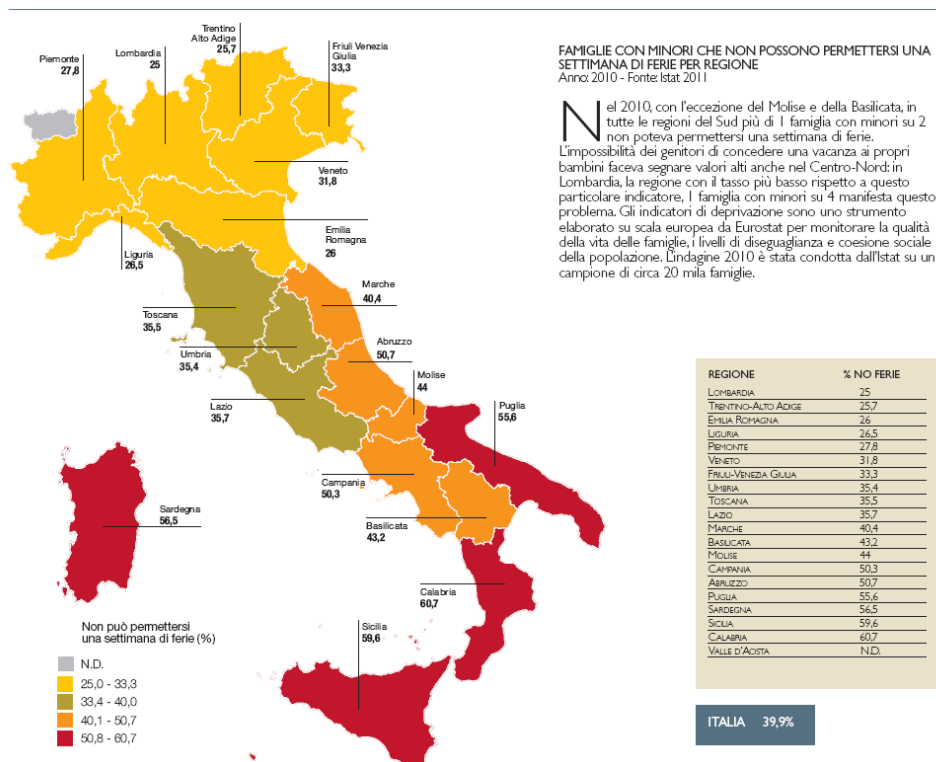 FAMIGLIE CON MINORI CHE NON POSSONO PERMETTERSI UNA
SETTIMANA DI FERIE PER REGIONE
Anno: 2010 - Fonte: Istat 2011
Nel 2010, con l'eccezione del Molise e della Basilicata, in
tutte le regioni del Sud più di 1 famiglia con minori su 2
non poteva permettersi una settimana di ferie.
L'impossibilità dei genitori di concedere una vacanza ai propri
bambini faceva segnare valori alti anche nel Centro-Nord: in
Lombardia, la regione con il tasso più basso rispetto a questo
particolare indicatore, 1 famiglia con minori su 4 manifesta questo
problema. Gli indicatori di deprivazione sono uno strumento
elaborato su scala europea da Eurostat per monitorare la qualità
della vita delle famiglie, i livelli di diseguaglianza e coesione sociale
della popolazione. L'indagine 2010 è stata condotta dall'Istat su un
campione di circa 20 mila famiglie.
Piemonte
27,8
Lombardia
25
Trentino
Alto Adige
25,7
Friuli Venezia
Giulia
33,3
Veneto
31,8
Emilia
Romagna
26
Liguria
26,5
Marche
40,4
Toscana
35,5
Umbria
35,4
Abruzzo
50,7
Molise
44
Lazio
35,7
Puglia
55,6
Campania
50,3
Basilicata
43,2
Sardegna
56,5
Calabria
60,7
Sicilia
59,6
Non può permettersi
una settimana di ferie (%)
N.D.
25,0 - 33,3
33,4 - 40,0
40,1 - 50,7
50,8 - 60,7
REGIONE % NO FERIE
LOMBARDIA 25
TRENTINO-ALTO ADIGE 25,7
EMILIA ROMAGNA 26
LIGURIA 26,5
PIEMONTE 27,8
VENETO 31,8
FRIULI-VENEZIA GIULIA 33,3
UMBRIA 35,4
TOSCANA 35,5
LAZIO 35,7
MARCHE 40,4
BASILICATA 43,2
MOLISE 44
CAMPANIA 50,3
ABRUZZO 50,7
PUGLIA 55,6
SARDEGNA 56,5
SICILIA 59,6
CALABRIA 60,7
VALLE D'AOSTA N.D.
ITALIA 39,9%